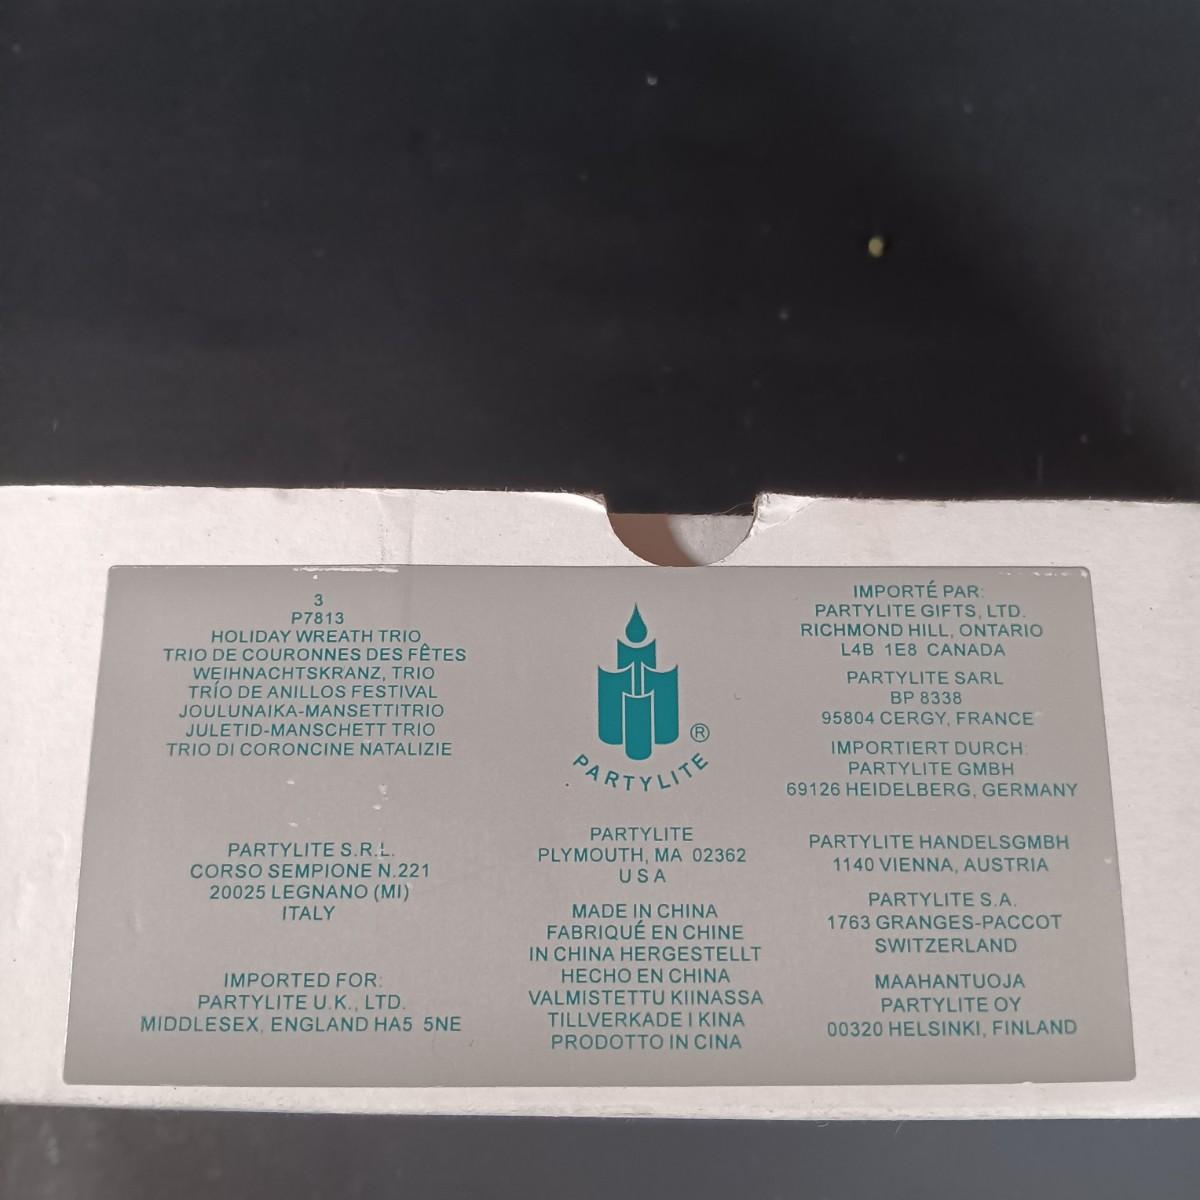 3
P7813
HOLIDAY WREATH TRIO
TRIO DE COURONNES DES FÊTES
WEIHNACHTSKRANZ, TRIO
TRÍO DE ANILLOS FESTIVAL
JOULUNAIKA-MANSETTITRIO
JULETID-MANSCHETT TRIO
TRIO DI CORONCINE NATALIZIE
PARTYLITE S.R.L.
CORSO SEMPIONE N.221
20025 LEGNANO (MI)
ITALY
IMPORTED FOR:
PARTYLITE U.K., LTD.
MIDDLESEX, ENGLAND HA5 5NE
®
PARTYLITE
PARTYLITE
PLYMOUTH, MA 02362
USA
MADE IN CHINA
FABRIQUÉ EN CHINE
IN CHINA HERGESTELLT
HECHO EN CHINA
VALMISTETTU KIINASSA
TILLVERKADE I KINA
PRODOTTO IN CINA
IMPORTÉ PAR:
PARTYLITE GIFTS, LTD.
RICHMOND HILL, ONTARIO
L4B 1E8 CANADA
PARTYLITE SARL
BP 8338
95804 CERGY, FRANCE
IMPORTIERT DURCH:
PARTYLITE GMBH
69126 HEIDELBERG, GERMANY
PARTYLITE HANDELSGMBH
1140 VIENNA, AUSTRIA
PARTYLITE S.A.
1763 GRANGES-PACCOT
SWITZERLAND
MAAHANTUOJA
PARTYLITE OY
00320 HELSINKI, FINLAND